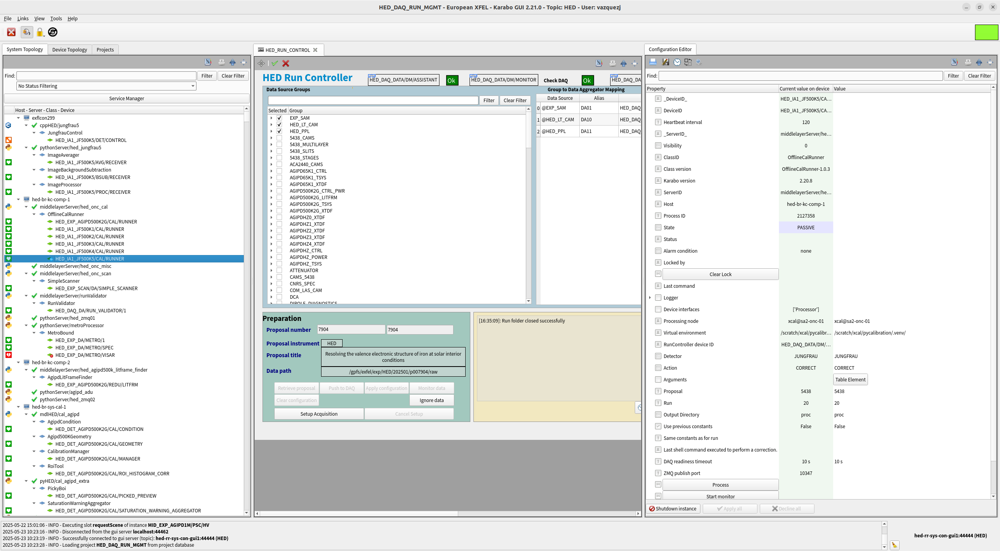 HED_DAQ_RUN_MGMT - European XFEL - Karabo GUI 2.21.0 - Topic: HED - User: vazquezj
File Links View Tools Help
System Topology Device Topology Projects
Find: Filter Clear Filter
No Status Filtering
Service Manager
Host - Server - Class - Device
exflcon299
cppHED/jungfrau5
JungfrauControl
HED_IA1_JF500K5/DET/CONTROL
pythonServer/hed_jungfrau5
ImageAverager
HED_IA1_JF500K5/AVG/RECEIVER
ImageBackgroundSubtraction
HED_IA1_JF500K5/BSUB/RECEIVER
ImageProcessor
HED_IA1_JF500K5/PROC/RECEIVER
hed-br-kc-comp-1
middlelayerServer/hed_onc_cal
OfflineCalRunner
HED_EXP_AGIPD500K2G/CAL/RUNNER
HED_IA1_JF500K1/CAL/RUNNER
HED_IA1_JF500K2/CAL/RUNNER
HED_IA1_JF500K3/CAL/RUNNER
HED_IA1_JF500K4/CAL/RUNNER
HED_IA1_JF500K5/CAL/RUNNER
middlelayerServer/hed_onc_misc
middlelayerServer/hed_onc_scan
SimpleScanner
HED_EXP_SCAN/DA/SIMPLE_SCANNER
middlelayerServer/runValidator
RunValidator
HED_DAQ_DA/RUN_VALIDATOR/1
pythonServer/hed_zmq01
pythonServer/metroProcessor
MetroBound
HED_EXP_DA/METRO/1
HED_EXP_DA/METRO/SPEC
HED_EXP_DA/METRO/VISAR
hed-br-kc-comp-2
middlelayerServer/hed_agipd500k_litframe_finder
AgipdLitFrameFinder
HED_EXP_AGIPD500K2G/REDU/LITFRM
pythonServer/agipd_adu
pythonServer/hed_zmq02
hed-br-sys-cal-1
mdlHED/cal_agipd
AgipdCondition
HED_DET_AGIPD500K2G/CAL/CONDITION
Agipd500KGeometry
HED_DET_AGIPD500K2G/CAL/GEOMETRY
CalibrationManager
HED_DET_AGIPD500K2G/CAL/MANAGER
RoiTool
HED_DET_AGIPD500K2G/CAL/ROI_HISTOGRAM_CORR
pyHED/cal_agipd_extra
PickyBoi
HED_DET_AGIPD500K2G/CAL/PICKED_PREVIEW
SaturationWarningAggregator
HED_DET_AGIPD500K2G/CAL/SATURATION_WARNING_AGGREGATOR
HED_RUN_CONTROL
HED Run Controller HED_DAQ_DATA/DM/ASSISTANT Ok HED_DAQ_DATA/DM/MONITOR Check DAQ Ok HED_DAQ_DA
Data Source Groups
Filter Clear Filter
Selected Group
EXP_SAM
HED_LT_CAM
HED_PPL
5438_CAMS
5438_MULTILAYER
5438_SLITS
5438_STAGES
ACA2440_CAMS
AGIPD65K1_CTRL
AGIPD65K1_TSYS
AGIPD65K1_XTDF
AGIPD500K2G_CTRL_PWR
AGIPD500K2G_LITFRM
AGIPD500K2G_TSYS
AGIPD500K2G_XTDF
AGIPDHZ0_XTDF
AGIPDHZ1_XTDF
AGIPDHZ2_XTDF
AGIPDHZ3_XTDF
AGIPDHZ4_XTDF
AGIPDHZ_CTRL
AGIPDHZ_POWER
AGIPDHZ_TSYS
ATTENUATOR
CAMS_5438
CNRS_SPEC
COM_LAS_CAM
DCA
DIPOLE_DIAGNOSTICS
Group to Data Aggregator Mapping
Data Source Alias
0 @EXP_SAM DA01 HED_DAQ
1 @HED_LT_CAM DA10 HED_DAQ
2 @HED_PPL DA11 HED_DAQ
Preparation
Proposal number 7904 7904
Proposal instrument HED
Proposal title Resolving the valence electronic structure of iron at solar interior
conditions
Data path /gpfs/exfel/exp/HED/202501/p007904/raw
Retrieve proposal Push to DAQ Apply configuration Monitor data
Clear configuration Ignore data
Setup Acquisition Cancel Setup
[16:35:09]: Run folder closed successfully
Configuration Editor
Find: Filter Clear Filter
Property Current value on device Value
_DeviceID_ HED_IA1_JF500K5/CA…
DeviceID HED_IA1_JF500K5/CA…
Heartbeat interval 120
_ServerID_ middlelayerServer/he…
Visibility 0
ClassID OfflineCalRunner
Class version OfflineCalRunner-1.0.3
Karabo version 2.20.8
ServerID middlelayerServer/he…
Host hed-br-kc-comp-1
Process ID 2127358
State PASSIVE
Status
Alarm condition none
Locked by
Clear Lock
Last command
Logger
Device interfaces ['Processor']
Processing node xcal@sa2-onc-01 xcal@sa2-onc-01
Virtual environment /scratch/xcal/pycalibr… /scratch/xcal/pycalibration/.venv/
RunController device ID HED_DAQ_DATA/DM/…
Detector JUNGFRAU JUNGFRAU
Action CORRECT CORRECT
Arguments Table Element
Proposal 5438 5438
Run 20 20
Output Directory proc proc
Use previous constants False False
Same constants as for run
Last shell command executed to perform a correction.
DAQ readiness timeout 10 s 10 s
ZMQ publish port 10347
Process
Start monitor
Shutdown instance Apply all Decline all
2025-05-22 15:01:06 - INFO - Executing slot requestScene of instance MID_EXP_AGIPD1M/PSC/HV
2025-05-23 10:23:16 - INFO - Disconnected from the gui server localhost:44462
2025-05-23 10:23:19 - INFO - Successfully connected to gui server (topic): hed-rr-sys-con-gui1:44444 (HED)
2025-05-23 10:23:28 - INFO - Loading project HED_DAQ_RUN_MGMT from project database
hed-rr-sys-con-gui1:44444 (HED)